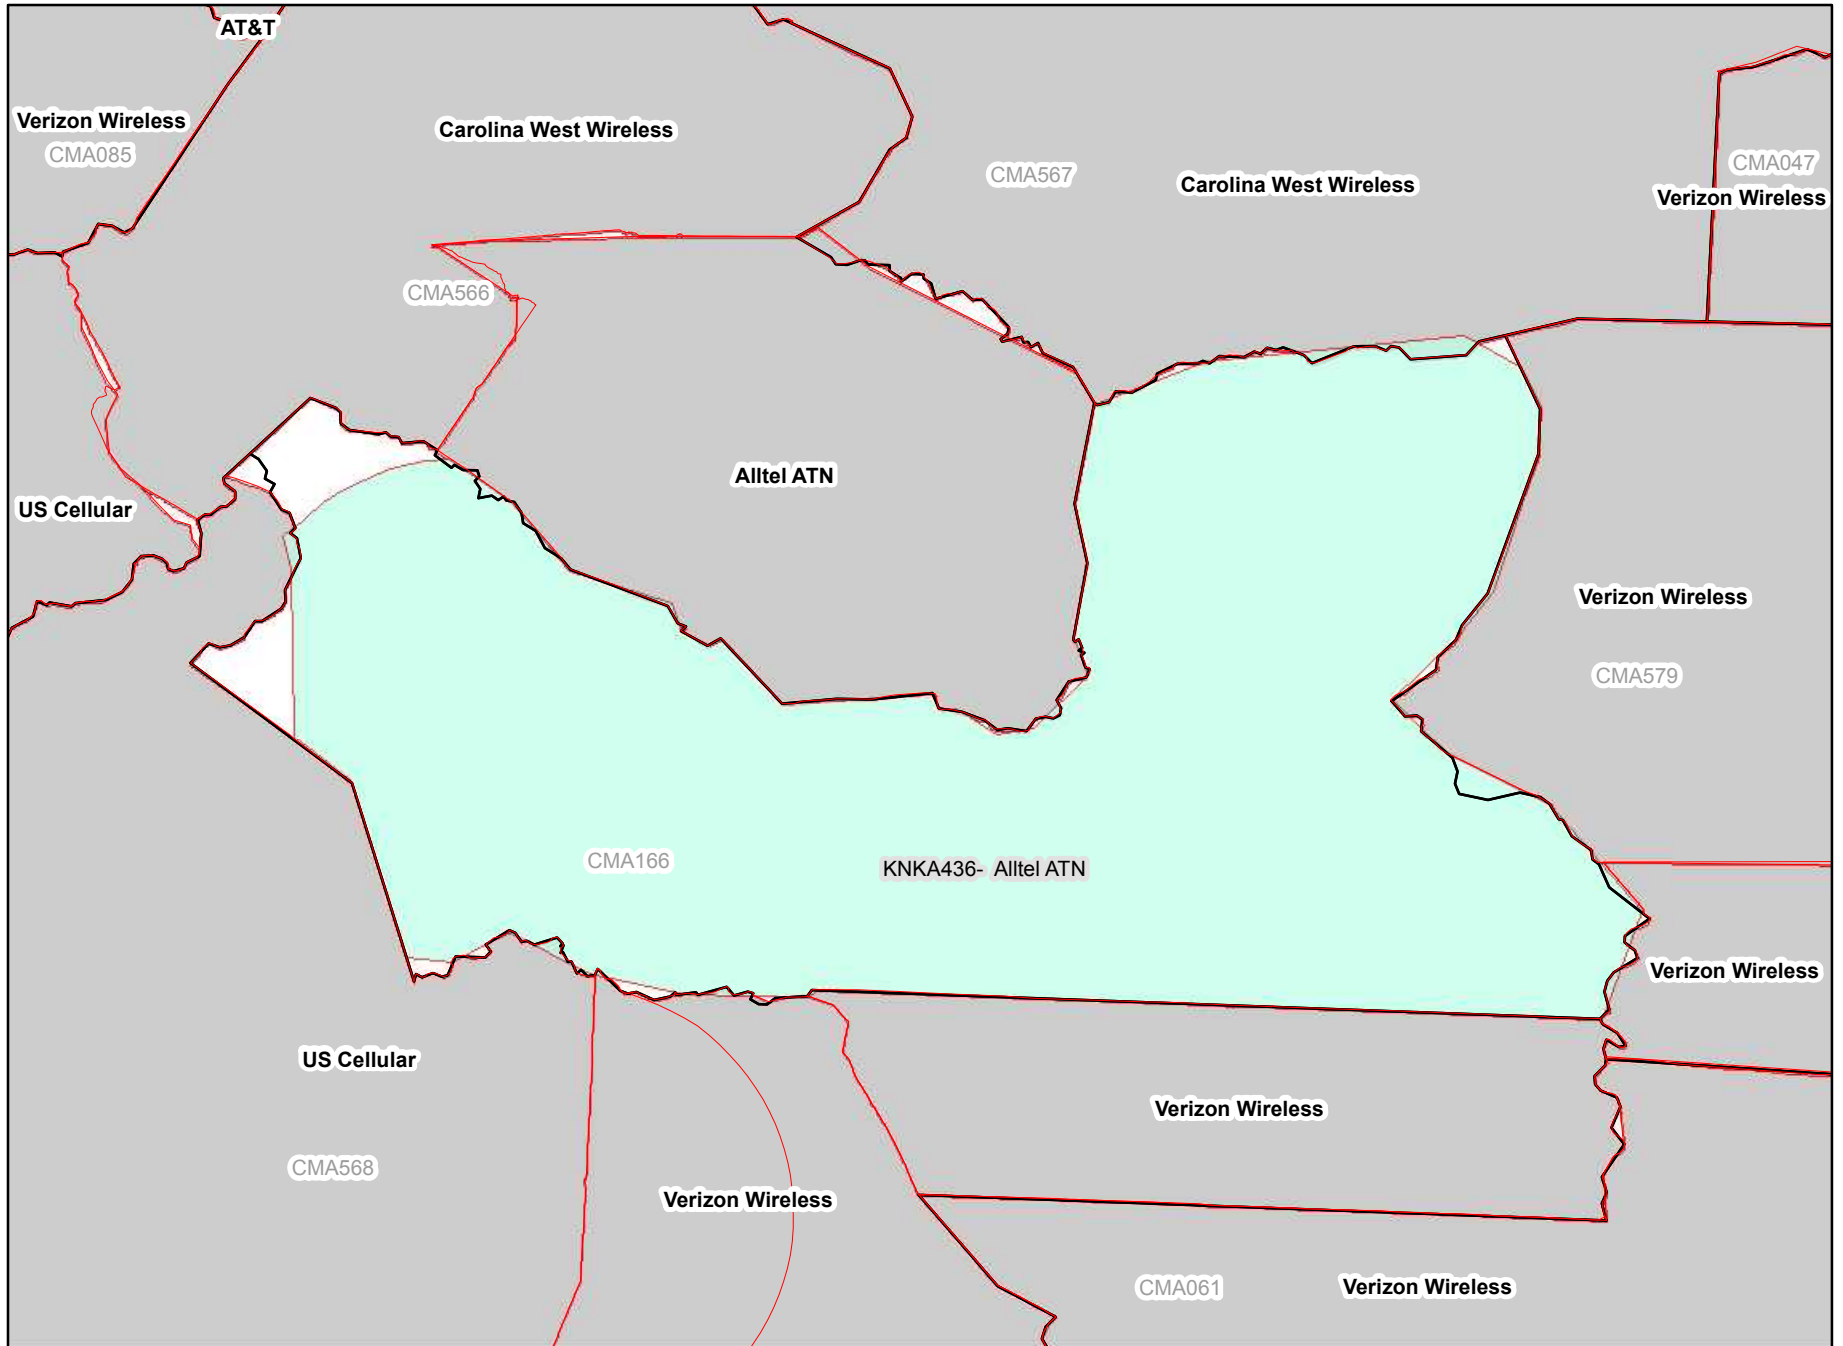 AT&T
Verizon Wireless
CMA085
Carolina West Wireless
CMA567
Carolina West Wireless
CMA047
Verizon Wireless
CMA566
Alltel ATN
US Cellular
Verizon Wireless
CMA579
CMA166
KNKA436- Alltel ATN
Verizon Wireless
US Cellular
Verizon Wireless
CMA568
Verizon Wireless
CMA061
Verizon Wireless